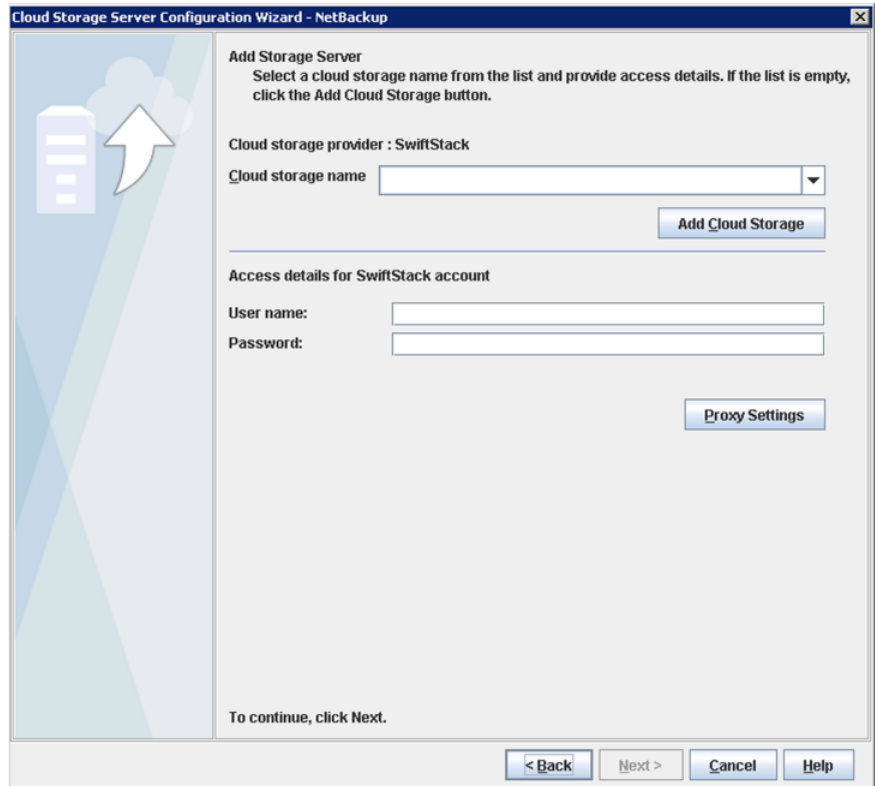 Cloud Storage Server Configuration Wizard - NetBackup
Add Storage Server
Select a cloud storage name from the list and provide access details. If the list is empty,
click the Add Cloud Storage button.
Cloud storage provider : SwiftStack
Cloud storage name
Add Cloud Storage
Access details for SwiftStack account
User name:
Password:
Proxy Settings
To continue, click Next.
< Back Next > Cancel Help